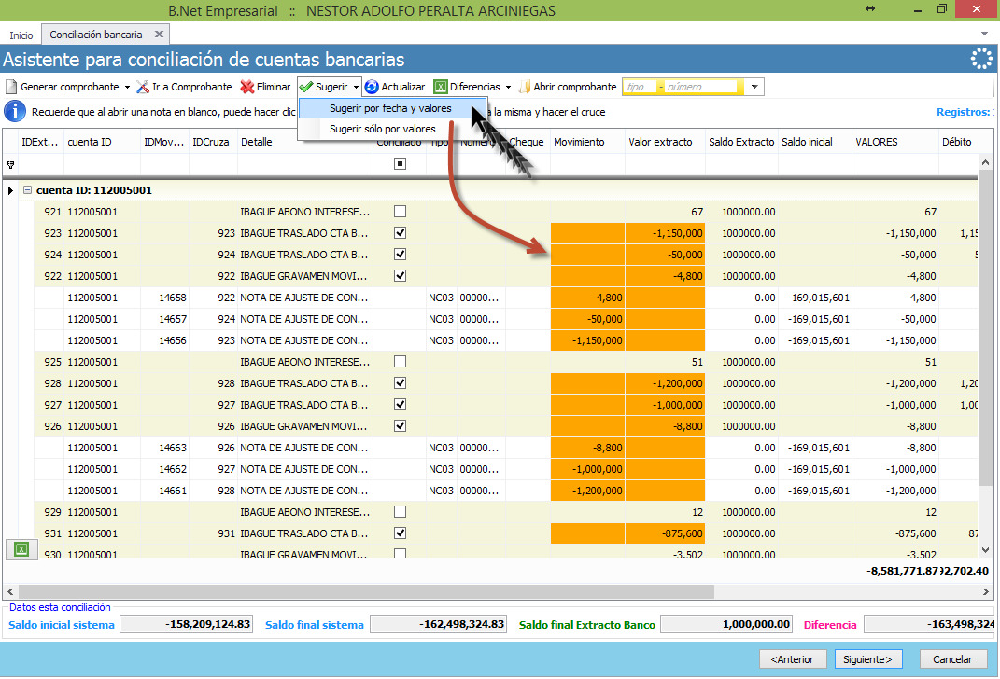 B.Net Empresarial :: NESTOR ADOLFO PERALTA ARCINIEGAS
Inicio Conciliación bancaria
Asistente para conciliación de cuentas bancarias
Generar comprobante Ir a Comprobante Eliminar Sugerir Actualizar Diferencias Abrir comprobante tipo - número
Sugerir por fecha y valores
Sugerir sólo por valores
Recuerde que al abrir una nota en blanco, puede hacer clic la misma y hacer el cruce Registros:
IDExt... cuenta ID IDMov... IDCruza Detalle Conciliado Tipo Número Cheque Movimiento Valor extracto Saldo Extracto Saldo inicial VALORES Débito
cuenta ID: 112005001
921 112005001 IBAGUE ABONO INTERESE... 67 1000000.00 67
923 112005001 923 IBAGUE TRASLADO CTA B... -1,150,000 1000000.00 -1,150,000 1,15
924 112005001 924 IBAGUE TRASLADO CTA B... -50,000 1000000.00 -50,000 5
922 112005001 922 IBAGUE GRAVAMEN MOVI... -4,800 1000000.00 -4,800
112005001 14658 922 NOTA DE AJUSTE DE CON... NC03 00000... -4,800 0.00 -169,015,601 -4,800
112005001 14657 924 NOTA DE AJUSTE DE CON... NC03 00000... -50,000 0.00 -169,015,601 -50,000
112005001 14656 923 NOTA DE AJUSTE DE CON... NC03 00000... -1,150,000 0.00 -169,015,601 -1,150,000
925 112005001 IBAGUE ABONO INTERESE... 51 1000000.00 51
928 112005001 928 IBAGUE TRASLADO CTA B... -1,200,000 1000000.00 -1,200,000 1,20
927 112005001 927 IBAGUE TRASLADO CTA B... -1,000,000 1000000.00 -1,000,000 1,00
926 112005001 926 IBAGUE GRAVAMEN MOVI... -8,800 1000000.00 -8,800
112005001 14663 926 NOTA DE AJUSTE DE CON... NC03 00000... -8,800 0.00 -169,015,601 -8,800
112005001 14662 927 NOTA DE AJUSTE DE CON... NC03 00000... -1,000,000 0.00 -169,015,601 -1,000,000
112005001 14661 928 NOTA DE AJUSTE DE CON... NC03 00000... -1,200,000 0.00 -169,015,601 -1,200,000
929 112005001 IBAGUE ABONO INTERESE... 12 1000000.00 12
931 112005001 931 IBAGUE TRASLADO CTA B... -875,600 1000000.00 -875,600 87
930 112005001 IBAGUE GRAVAMEN MOVI... -3,502 1000000.00 -3,502
-8,581,771.87 92,702.40
Datos esta conciliación
Saldo inicial sistema -158,209,124.83 Saldo final sistema -162,498,324.83 Saldo final Extracto Banco 1,000,000.00 Diferencia -163,498,324
<Anterior Siguiente> Cancelar